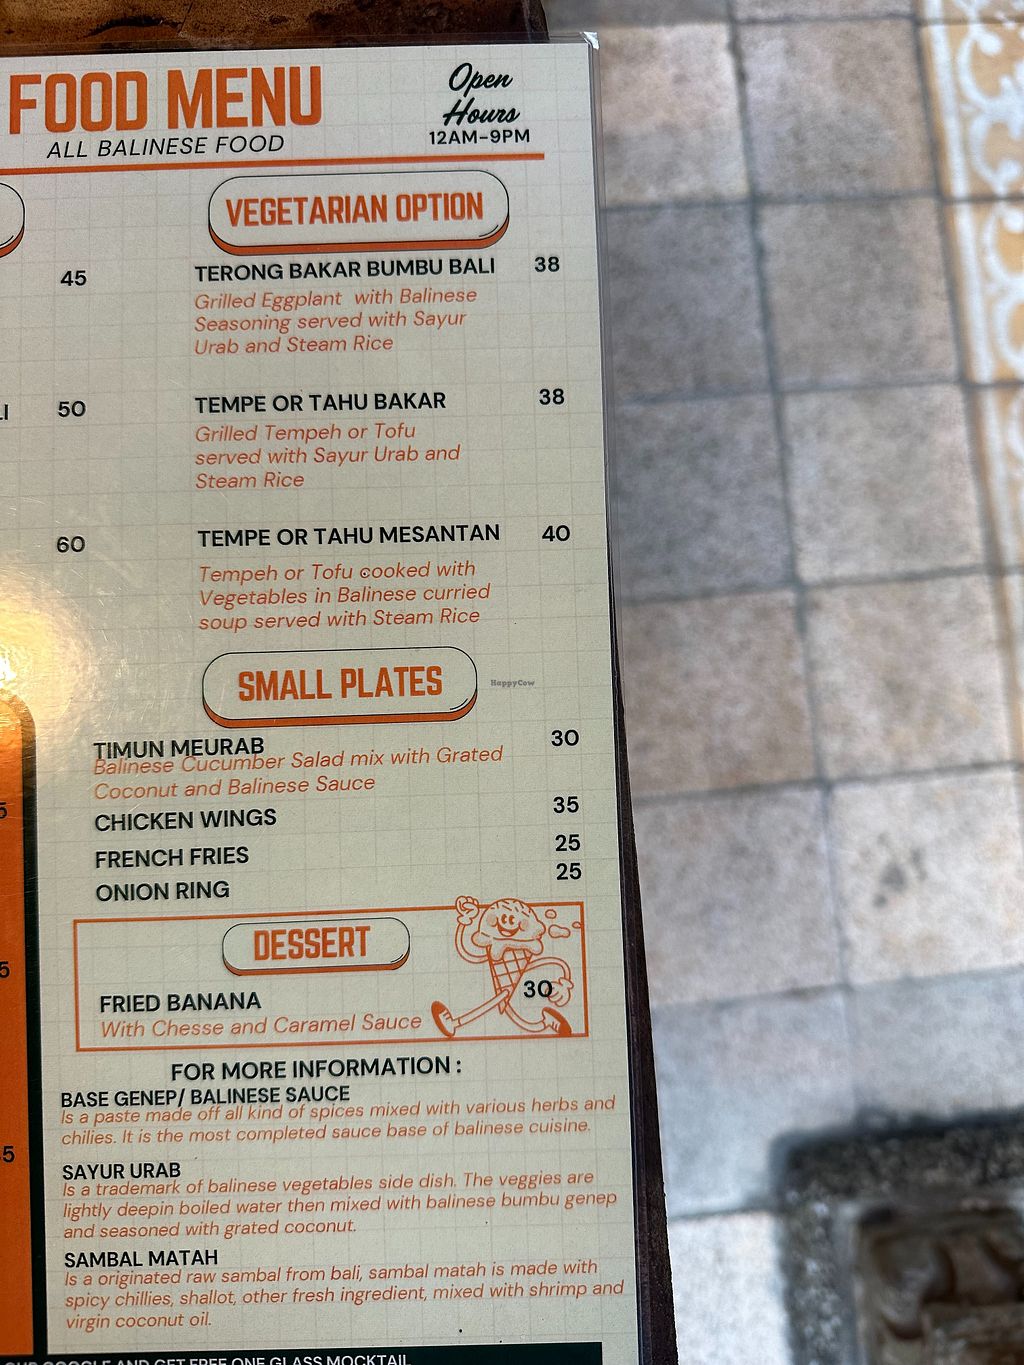 FOOD MENU
ALL BALINESE FOOD
Open
Hours
12AM-9PM
VEGETARIAN OPTION
45
TERONG BAKAR BUMBU BALI 38
Grilled Eggplant with Balinese
Seasoning served with Sayur
Urab and Steam Rice
50
TEMPE OR TAHU BAKAR 38
Grilled Tempeh or Tofu
served with Sayur Urab and
Steam Rice
60
TEMPE OR TAHU MESANTAN 40
Tempeh or Tofu cooked with
Vegetables in Balinese curried
soup served with Steam Rice
SMALL PLATES
HappyCow
TIMUN MEURAB 30
Balinese Cucumber Salad mix with Grated
Coconut and Balinese Sauce
CHICKEN WINGS 35
FRENCH FRIES 25
ONION RING 25
DESSERT
FRIED BANANA 30
With Chesse and Caramel Sauce
FOR MORE INFORMATION :
BASE GENEP/ BALINESE SAUCE
Is a paste made off all kind of spices mixed with various herbs and
chilies. It is the most completed sauce base of balinese cuisine.
SAYUR URAB
Is a trademark of balinese vegetables side dish. The veggies are
lightly deepin boiled water then mixed with balinese bumbu genep
and seasoned with grated coconut.
SAMBAL MATAH
Is a originated raw sambal from bali, sambal matah is made with
spicy chillies, shallot, other fresh ingredient, mixed with shrimp and
virgin coconut oil.
GOOGLE AND GET FREE ONE GLASS MOCKTAIL